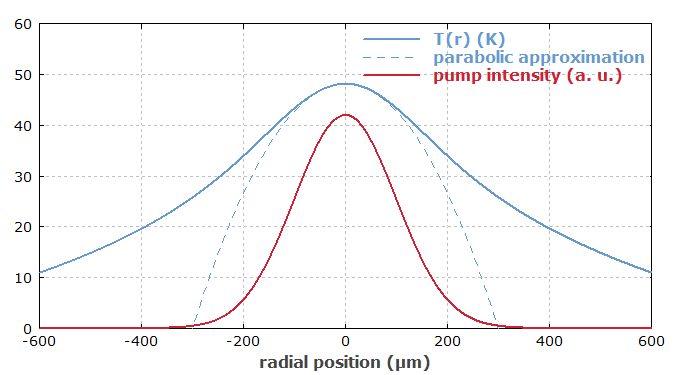 60
T(r) (K)
parabolic approximation
pump intensity (a. u.)
50
40
30
20
10
0
-600 -400 -200 0 200 400 600
radial position (µm)